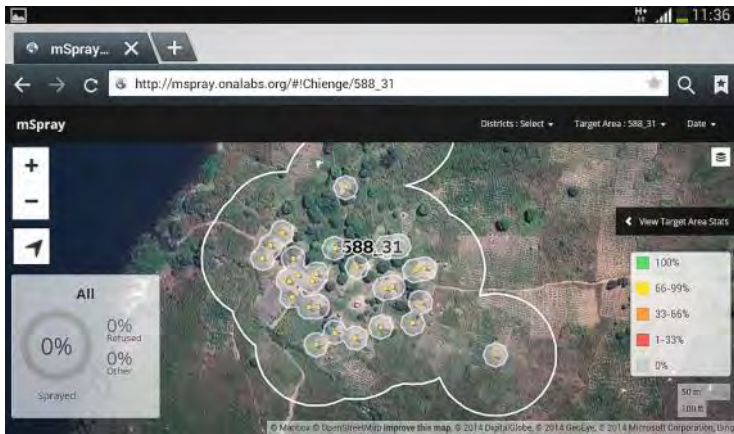 H+ 11:36
mSpray... X +
http://mspray.onalabs.org/#!Chienge/588_31
mSpray
Districts : Select Target Area : 588_31 Date
+
−
588_31
View Target Area Stats
100%
66-99%
33-66%
1-33%
0%
All
0%
Sprayed
0%
Refused
0%
Other
50 m
100 ft
© Mapbox © OpenStreetMap Improve this map, © 2014 DigitalGlobe, © 2014 GeoEye, © 2014 Microsoft Corporation, Bing